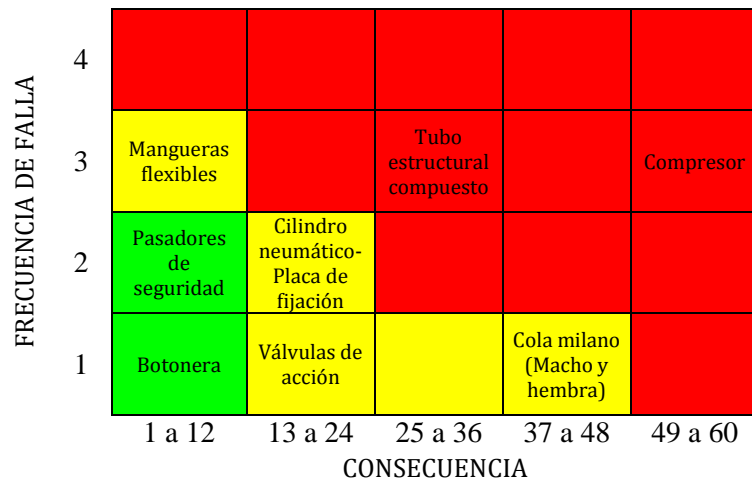 FRECUENCIA DE FALLA
4
3
Mangueras
flexibles
Tubo
estructural
compuesto
Compresor
2
Pasadores
de
seguridad
Cilindro
neumático-
Placa de
fijación
1
Botonera
Válvulas de
acción
Cola milano
(Macho y
hembra)
1 a 12
13 a 24
25 a 36
37 a 48
49 a 60
CONSECUENCIA